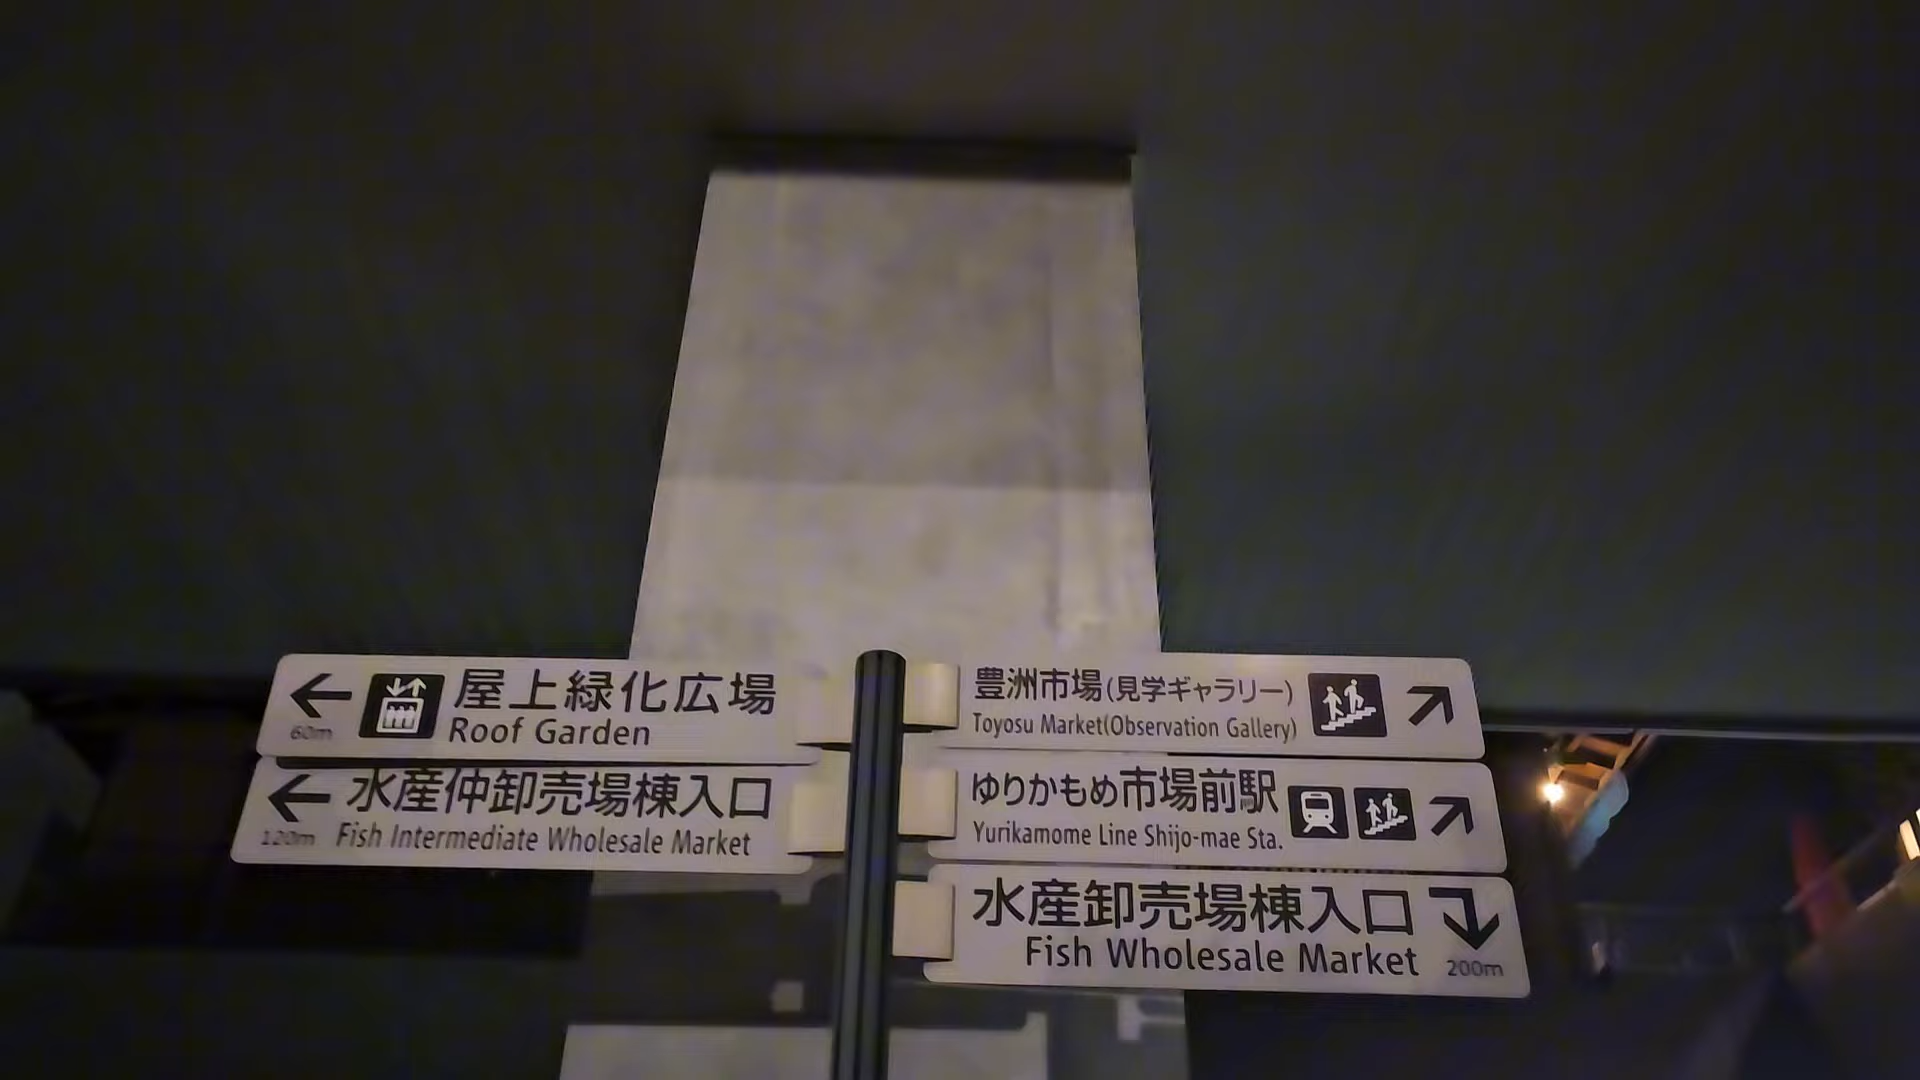 屋上緑化広場
Roof Garden
60m
水産仲卸売場棟入口
Fish Intermediate Wholesale Market
120m
豊洲市場(見学ギャラリー)
Toyosu Market(Observation Gallery)
ゆりかもめ市場前駅
Yurikamome Line Shijo-mae Sta.
水産卸売場棟入口
Fish Wholesale Market
200m